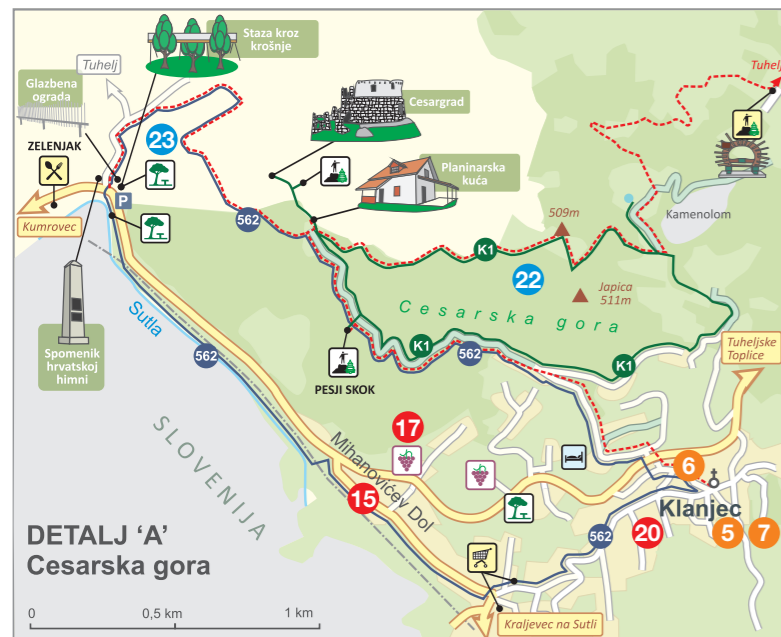 Staza kroz
krošnje
Tuhelj
Glazbena
ograda
Cesargrad
Tuhelj
23
ZELENJAK
P
Planinarska
kuća
Kumrovec
562
509m
Kamenolom
K1
22
Japica
511m
Sutla
Cesarska gora
562
Spomenik
hrvatskoj
himni
K1
562
K1
PESJI SKOK
Tuheljske
Toplice
SLOVENIJA
17
Mihanovićev Dol
6
15
Klanjec
562
20
5
7
DETALJ ‘A’
Cesarska gora
0
0,5 km
1 km
Kraljevec na Sutli